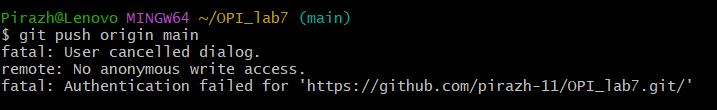 Pirazh@Lenovo MINGW64 ~/OPI_lab7 (main)
$ git push origin main
fatal: User cancelled dialog.
remote: No anonymous write access.
fatal: Authentication failed for 'https://github.com/pirazh-11/OPI_lab7.git/'